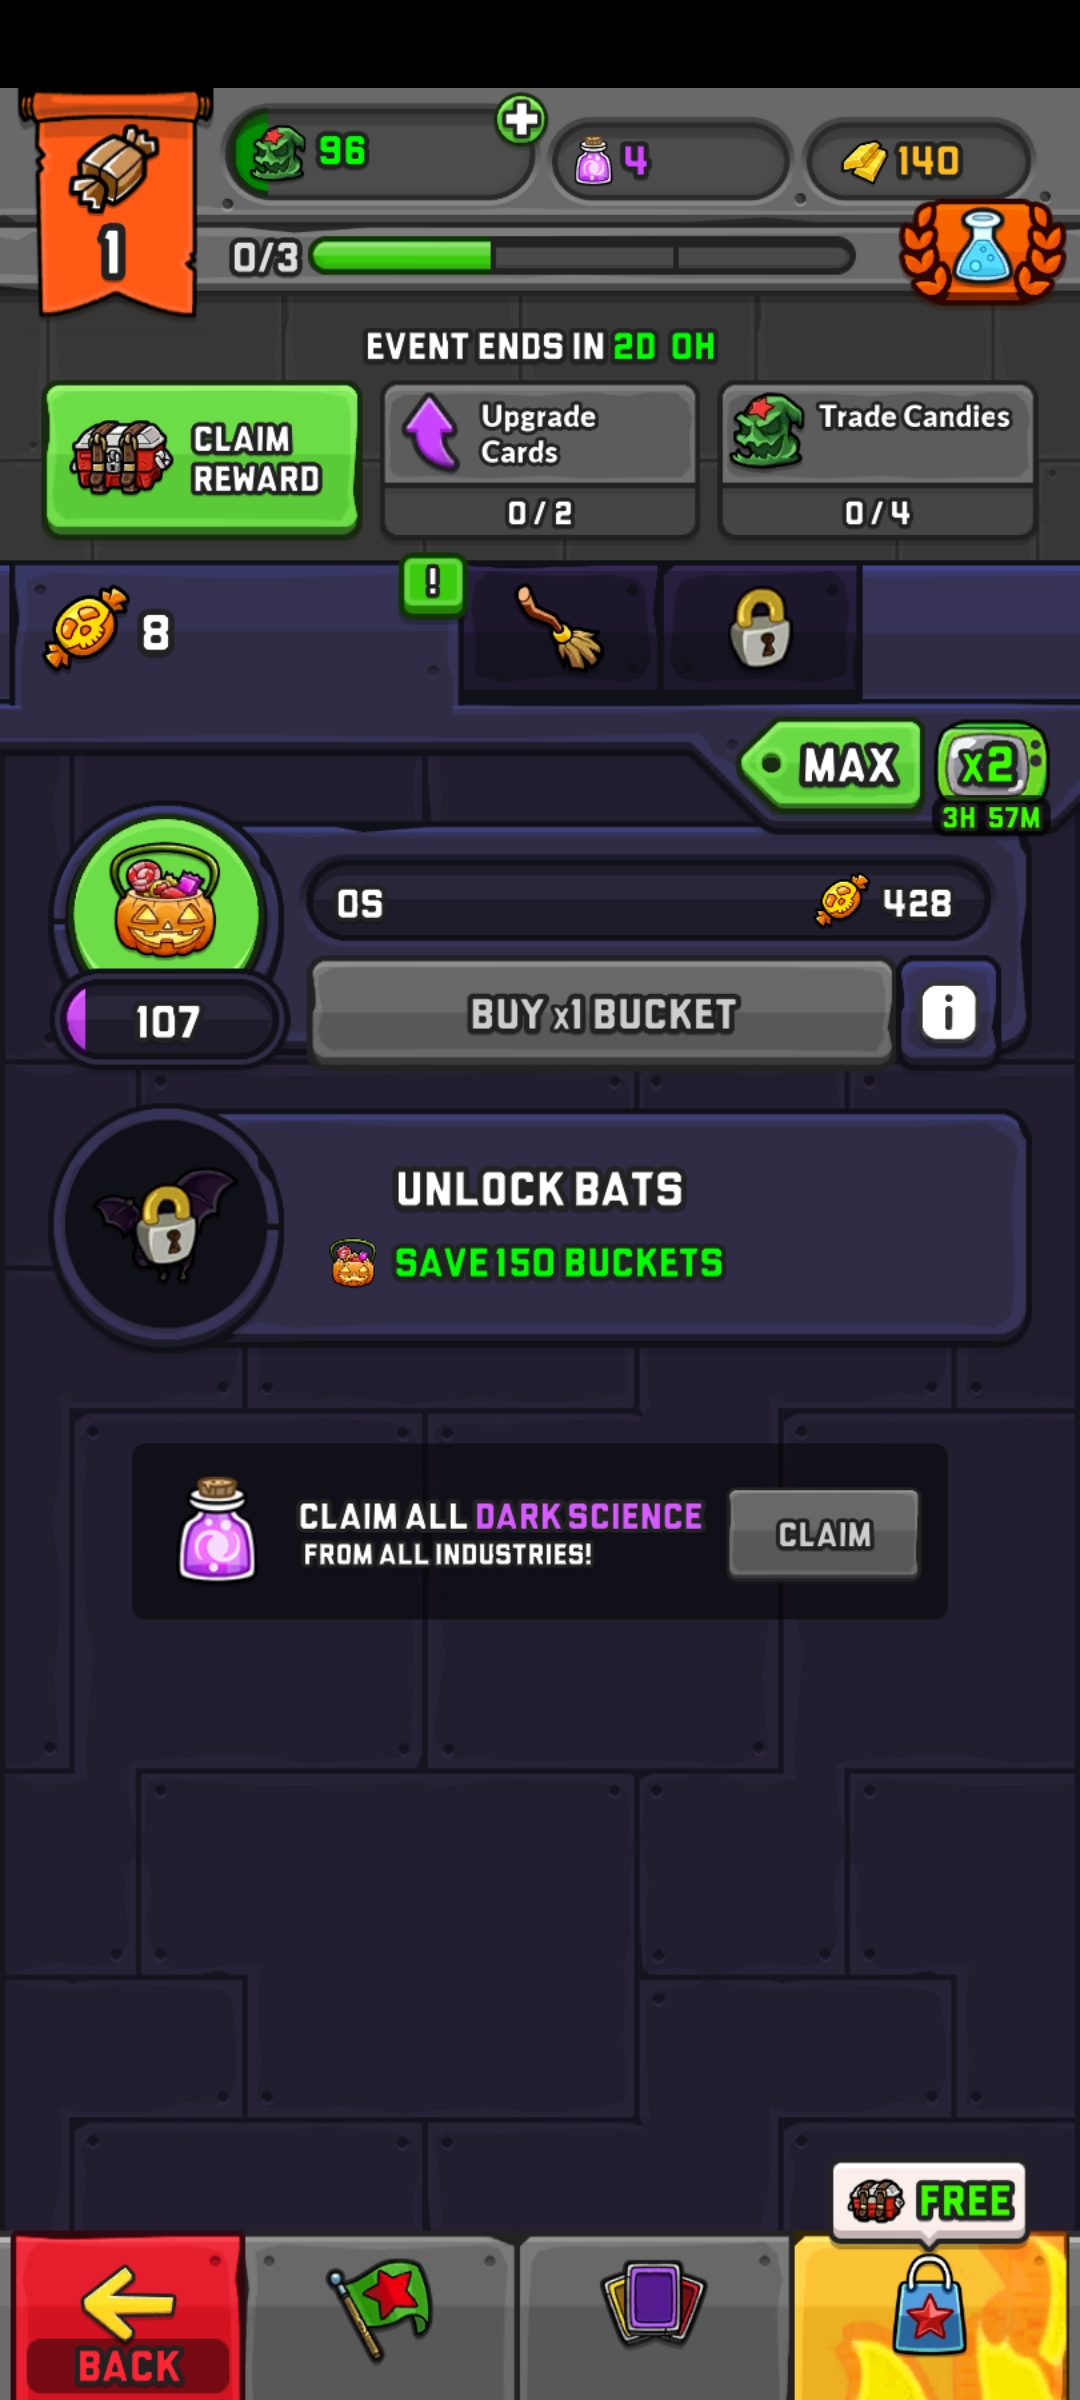 96
4
140
1
0/3
EVENT ENDS IN 2D 0H
CLAIM
REWARD
Upgrade
Cards
0/2
Trade Candies
0/4
8
!
MAX
x2
3H 57M
0S
428
107
BUY x1 BUCKET
i
UNLOCK BATS
SAVE 150 BUCKETS
CLAIM ALL DARK SCIENCE
FROM ALL INDUSTRIES!
CLAIM
FREE
BACK